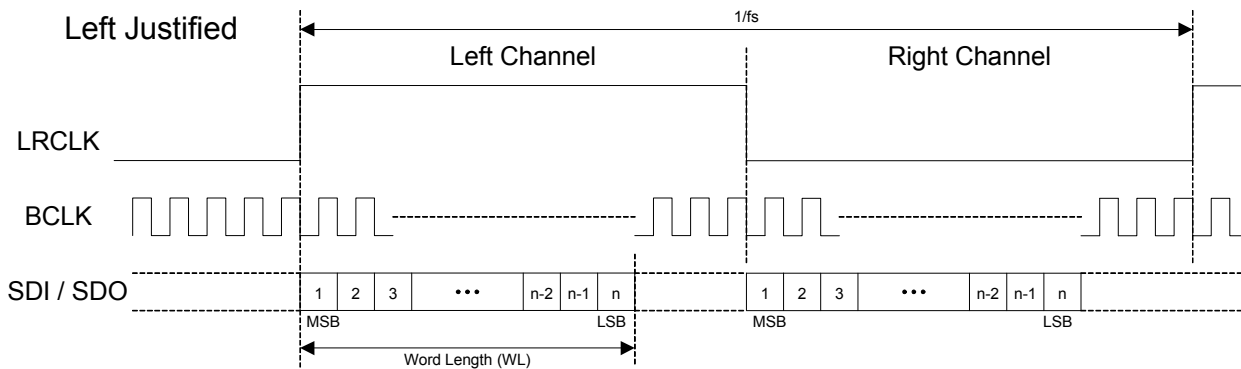 Left Justified
1/fs
Left Channel
Right Channel
LRCLK
BCLK
SDI / SDO
1 2 3 ••• n-2 n-1 n 1 2 3 ••• n-2 n-1 n
MSB LSB MSB LSB
Word Length (WL)